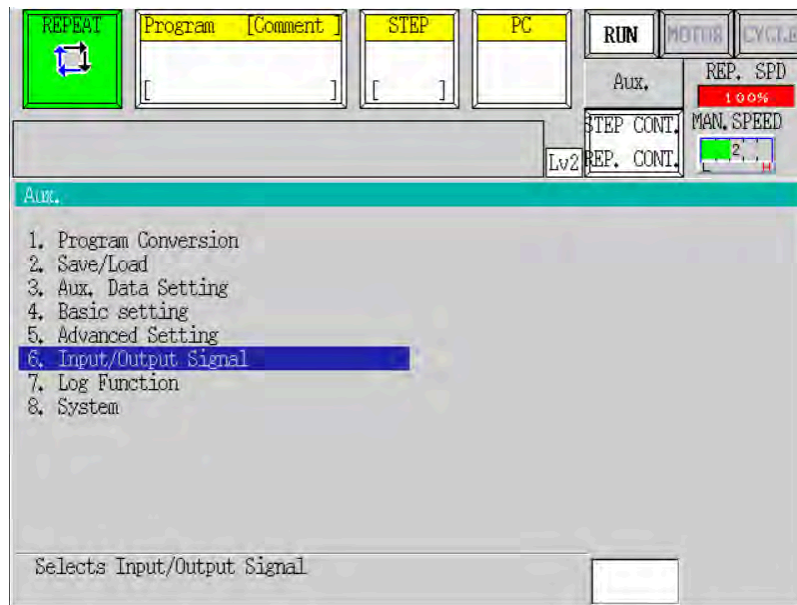 REPEAT
Program [Comment ]
[ ]
STEP
[ ]
PC
RUN
MOTOR
CYCLE
Aux.
REP. SPD
100%
STEP CONT.
REP. CONT.
MAN. SPEED
2
L H
Lv2
Aux.
1. Program Conversion
2. Save/Load
3. Aux. Data Setting
4. Basic setting
5. Advanced Setting
6. Input/Output Signal
7. Log Function
8. System
Selects Input/Output Signal